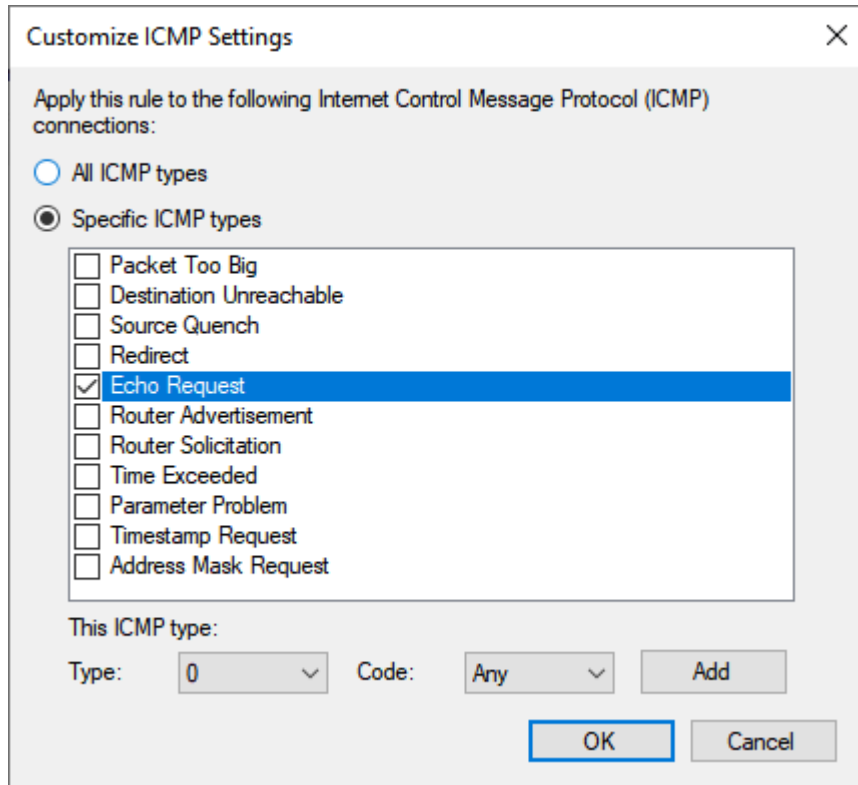 Customize ICMP Settings
Apply this rule to the following Internet Control Message Protocol (ICMP)
connections:
All ICMP types
Specific ICMP types
Packet Too Big
Destination Unreachable
Source Quench
Redirect
Echo Request
Router Advertisement
Router Solicitation
Time Exceeded
Parameter Problem
Timestamp Request
Address Mask Request
This ICMP type:
Type: 0 Code: Any Add
OK Cancel